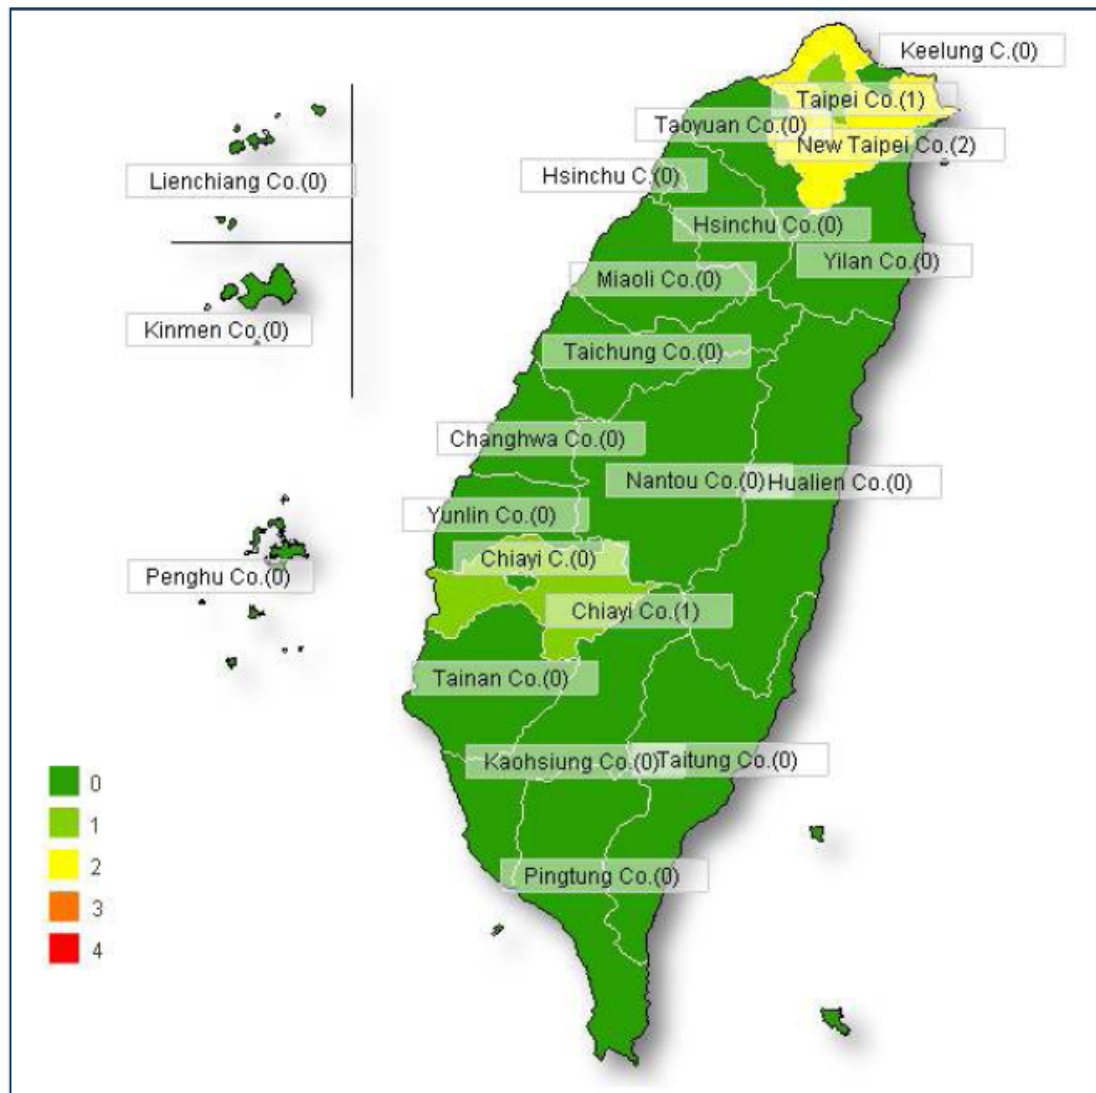 Keelung C.(0)
Taipei Co.(1)
Taoyuan Co.(0)
New Taipei Co.(2)
Lienchiang Co.(0)
Hsinchu C.(0)
Hsinchu Co.(0)
Yilan Co.(0)
Miaoli Co.(0)
Kinmen Co.(0)
Taichung Co.(0)
Changhwa Co.(0)
Nantou Co.(0)
Hualien Co.(0)
Yunlin Co.(0)
Chiayi C.(0)
Penghu Co.(0)
Chiayi Co.(1)
Tainan Co.(0)
Kaohsiung Co.(0)
Taitung Co.(0)
0
1
2
3
4
Pingtung Co.(0)